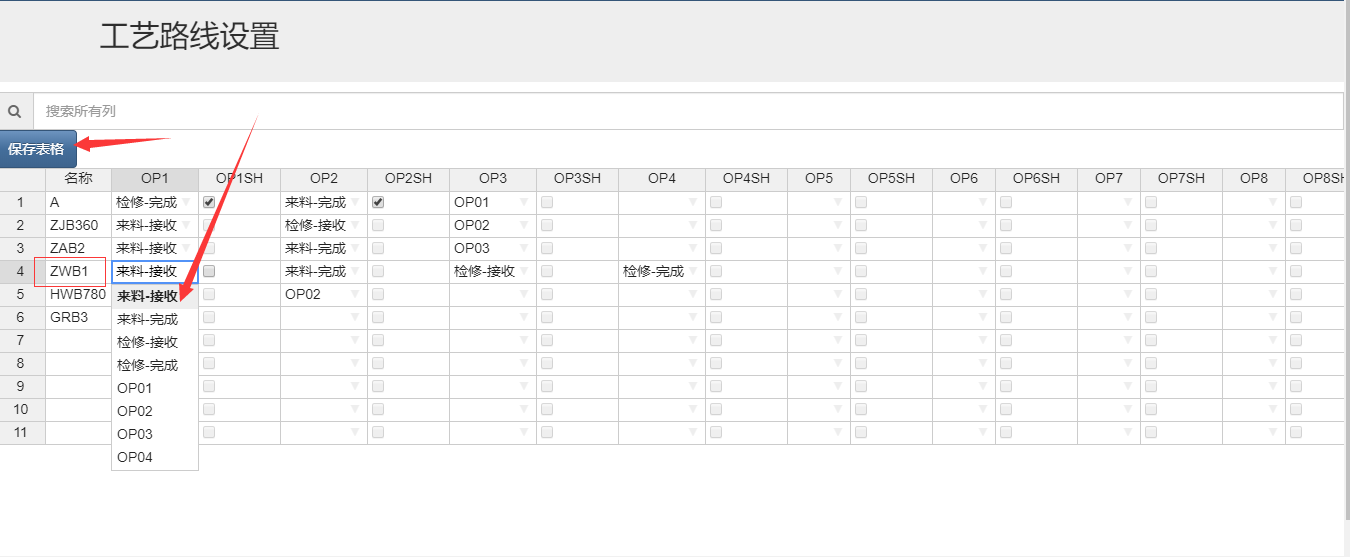 工艺路线设置
搜索所有列
保存表格
名称 OP1 OP1SH OP2 OP2SH OP3 OP3SH OP4 OP4SH OP5 OP5SH OP6 OP6SH OP7 OP7SH OP8 OP8SH
1 A 检修-完成 来料-完成 OP01
2 ZJB360 来料-接收 检修-接收 OP02
3 ZAB2 来料-接收 来料-完成 OP03
4 ZWB1 来料-接收 来料-完成 检修-接收 检修-完成
5 HWB780 来料-接收 OP02
6 GRB3 来料-完成
7 检修-接收
8 检修-完成
9 OP01
10 OP02
11 OP03
OP04